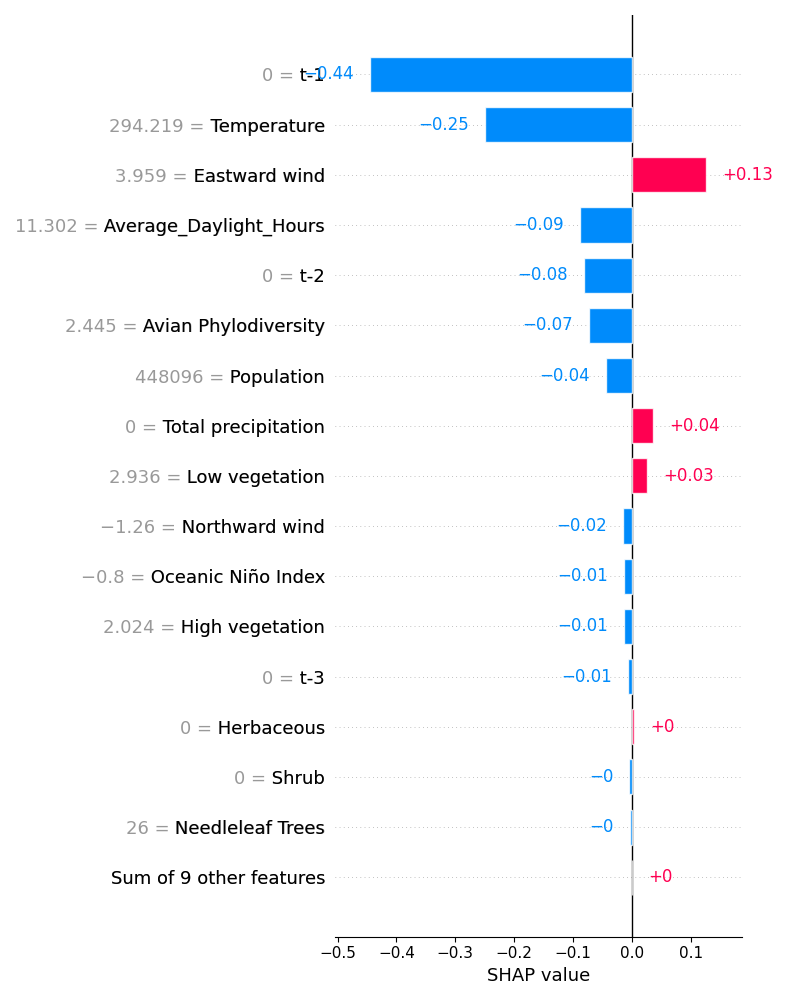 0 = t-1 −0.44
294.219 = Temperature −0.25
3.959 = Eastward wind +0.13
11.302 = Average_Daylight_Hours −0.09
0 = t-2 −0.08
2.445 = Avian Phylodiversity −0.07
448096 = Population −0.04
0 = Total precipitation +0.04
2.936 = Low vegetation +0.03
−1.26 = Northward wind −0.02
−0.8 = Oceanic Niño Index −0.01
2.024 = High vegetation −0.01
0 = t-3 −0.01
0 = Herbaceous +0
0 = Shrub −0
26 = Needleleaf Trees −0
Sum of 9 other features +0
−0.5 −0.4 −0.3 −0.2 −0.1 0.0 0.1
SHAP value